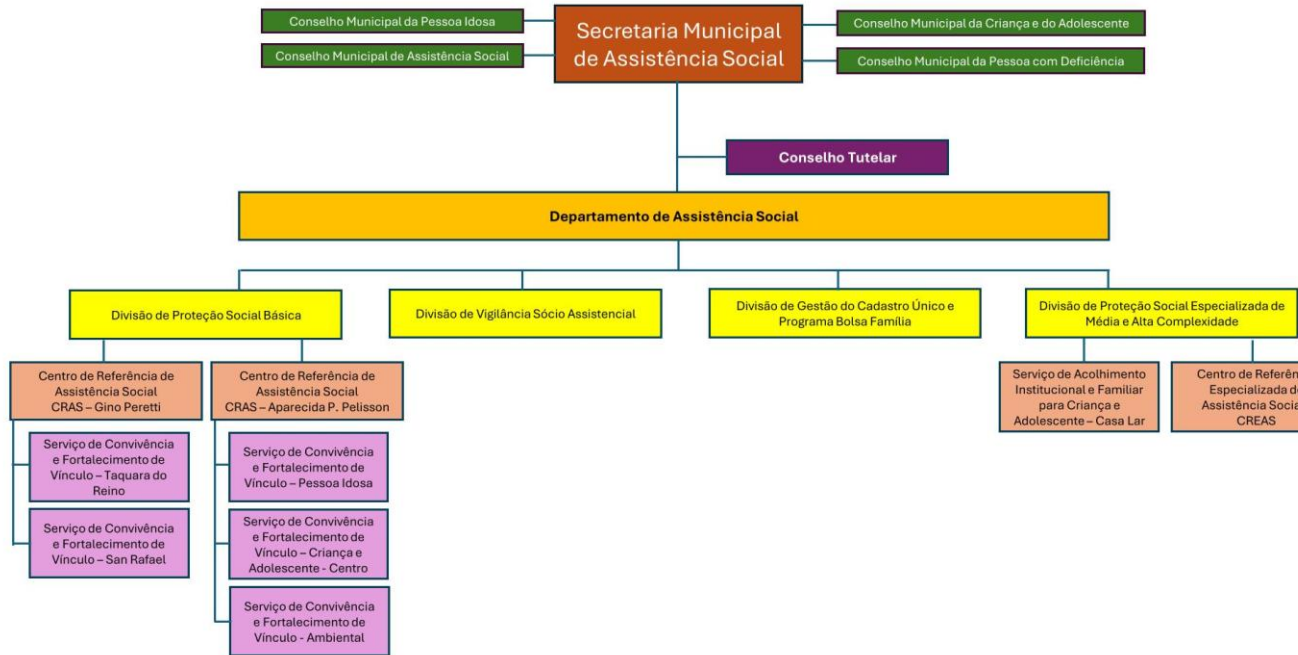 Conselho Municipal da Pessoa Idosa
Conselho Municipal de Assistência Social
Secretaria Municipal
de Assistência Social
Conselho Municipal da Criança e do Adolescente
Conselho Municipal da Pessoa com Deficiência
Conselho Tutelar
Departamento de Assistência Social
Divisão de Proteção Social Básica
Divisão de Vigilância Sócio Assistencial
Divisão de Gestão do Cadastro Único e
Programa Bolsa Família
Divisão de Proteção Social Especializada de
Média e Alta Complexidade
Centro de Referência de
Assistência Social
CRAS – Gino Peretti
Centro de Referência de
Assistência Social
CRAS – Aparecida P. Pelisson
Serviço de Acolhimento
Institucional e Familiar
para Criança e
Adolescente – Casa Lar
Centro de
Especializada
Assistência
CREAS
Serviço de Convivência
e Fortalecimento de
Vínculo – Taquara do
Reino
Serviço de Convivência
e Fortalecimento de
Vínculo – San Rafael
Serviço de Convivência
e Fortalecimento de
Vínculo – Pessoa Idosa
Serviço de Convivência
e Fortalecimento de
Vínculo – Criança e
Adolescente - Centro
Serviço de Convivência
e Fortalecimento de
Vínculo - Ambiental